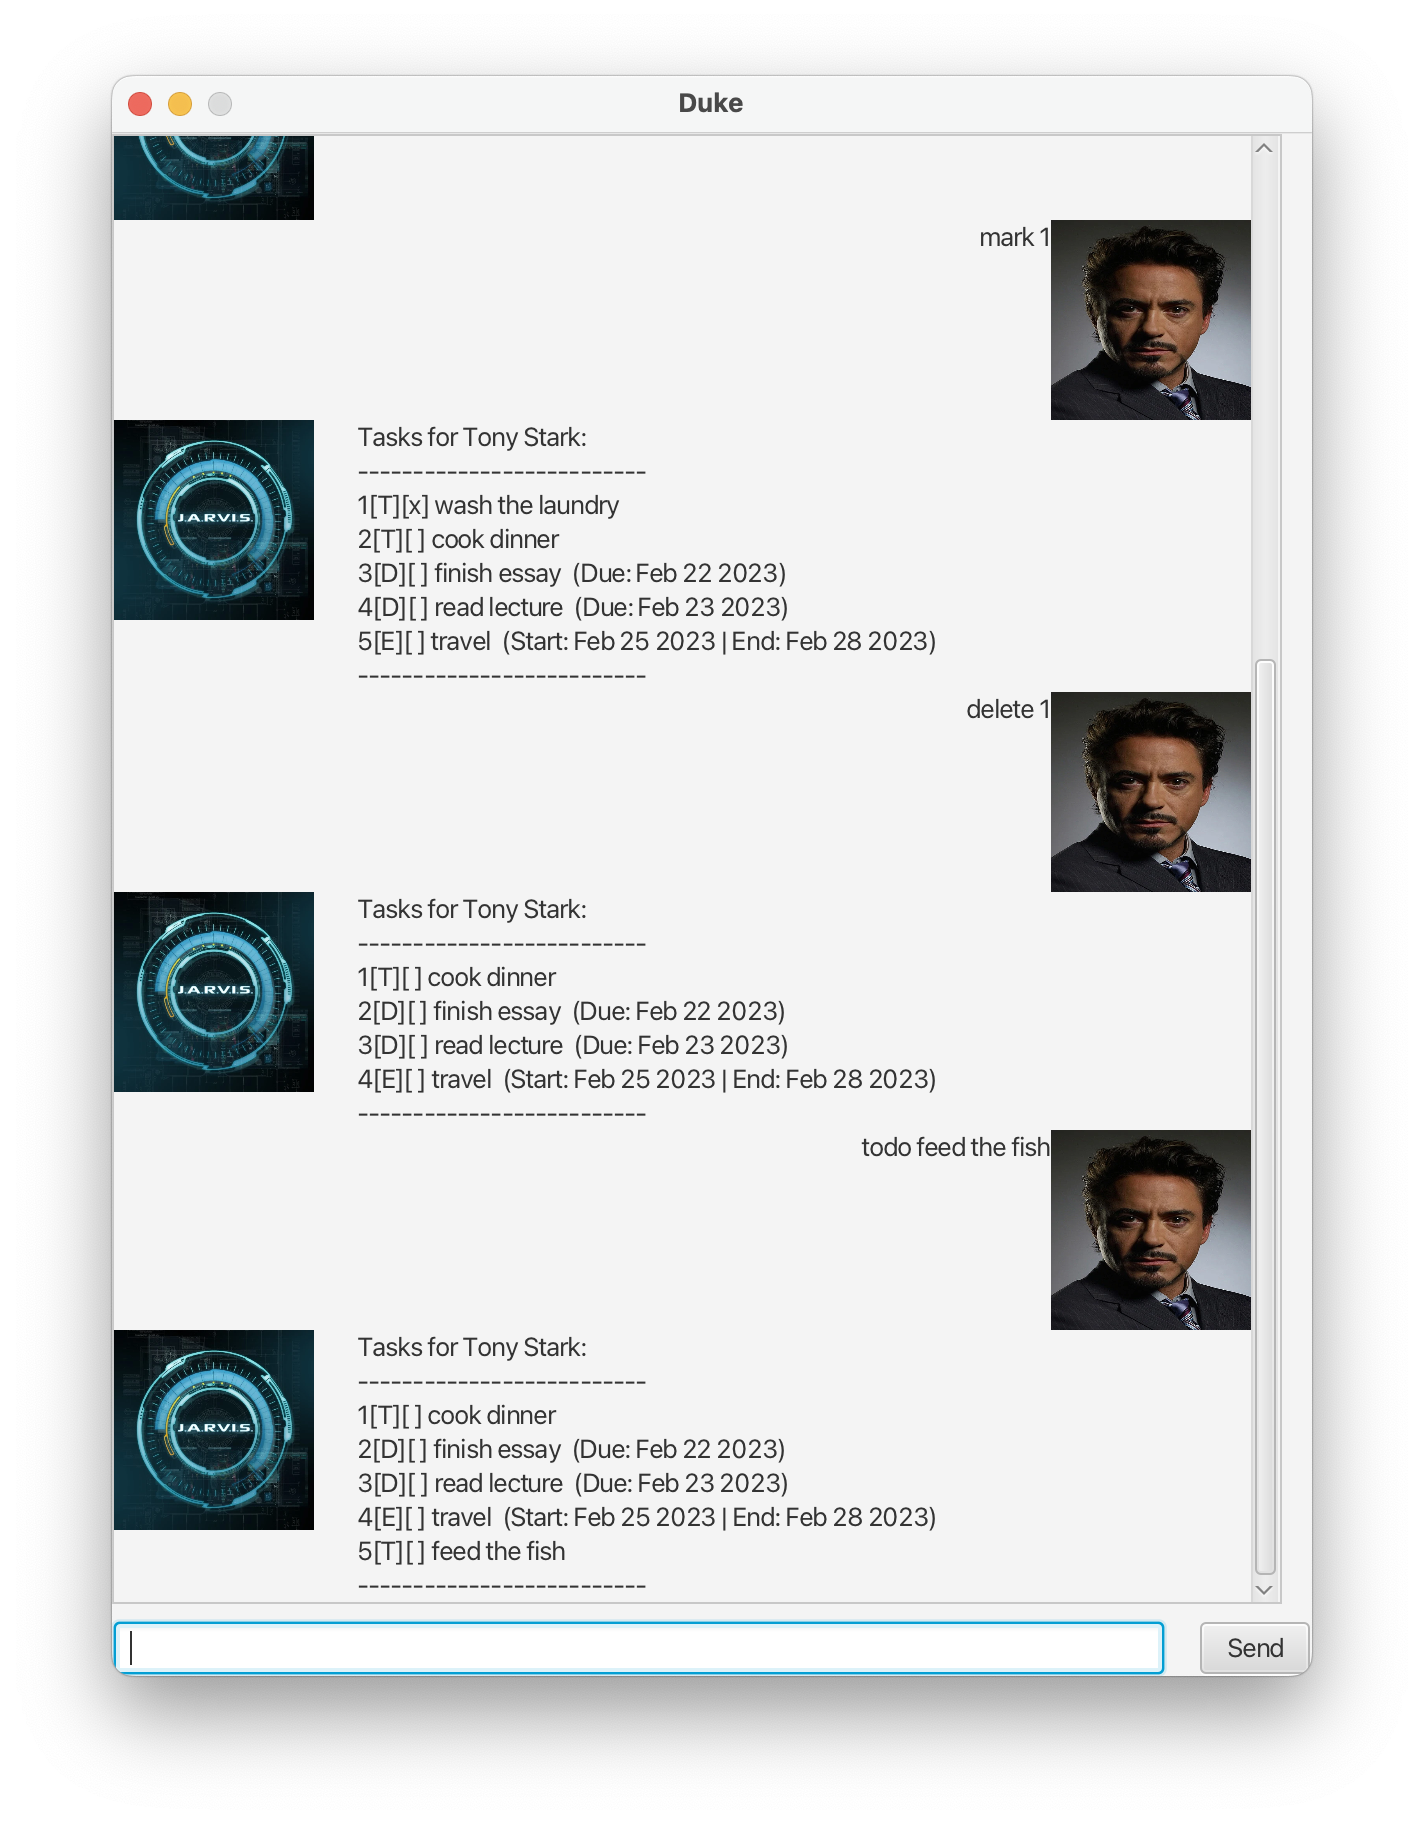 Duke
mark 1
J.A.R.V.I.S.
Tasks for Tony Stark:
--------------------------
1[T][x] wash the laundry
2[T][ ] cook dinner
3[D][ ] finish essay  (Due: Feb 22 2023)
4[D][ ] read lecture  (Due: Feb 23 2023)
5[E][ ] travel  (Start: Feb 25 2023 | End: Feb 28 2023)
--------------------------
delete 1
J.A.R.V.I.S.
Tasks for Tony Stark:
--------------------------
1[T][ ] cook dinner
2[D][ ] finish essay  (Due: Feb 22 2023)
3[D][ ] read lecture  (Due: Feb 23 2023)
4[E][ ] travel  (Start: Feb 25 2023 | End: Feb 28 2023)
--------------------------
todo feed the fish
J.A.R.V.I.S.
Tasks for Tony Stark:
--------------------------
1[T][ ] cook dinner
2[D][ ] finish essay  (Due: Feb 22 2023)
3[D][ ] read lecture  (Due: Feb 23 2023)
4[E][ ] travel  (Start: Feb 25 2023 | End: Feb 28 2023)
5[T][ ] feed the fish
--------------------------
Send